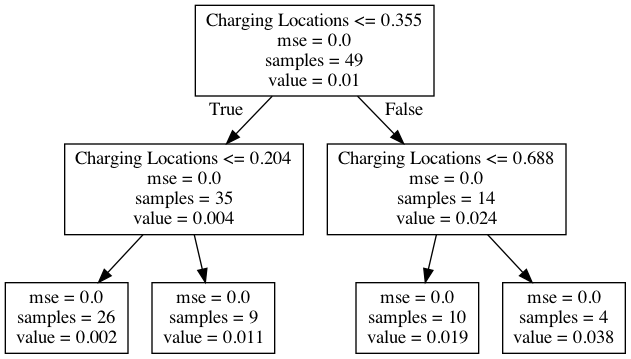 Charging Locations <= 0.355
mse = 0.0
samples = 49
value = 0.01
True
False
Charging Locations <= 0.204
mse = 0.0
samples = 35
value = 0.004
Charging Locations <= 0.688
mse = 0.0
samples = 14
value = 0.024
mse = 0.0
samples = 26
value = 0.002
mse = 0.0
samples = 9
value = 0.011
mse = 0.0
samples = 10
value = 0.019
mse = 0.0
samples = 4
value = 0.038